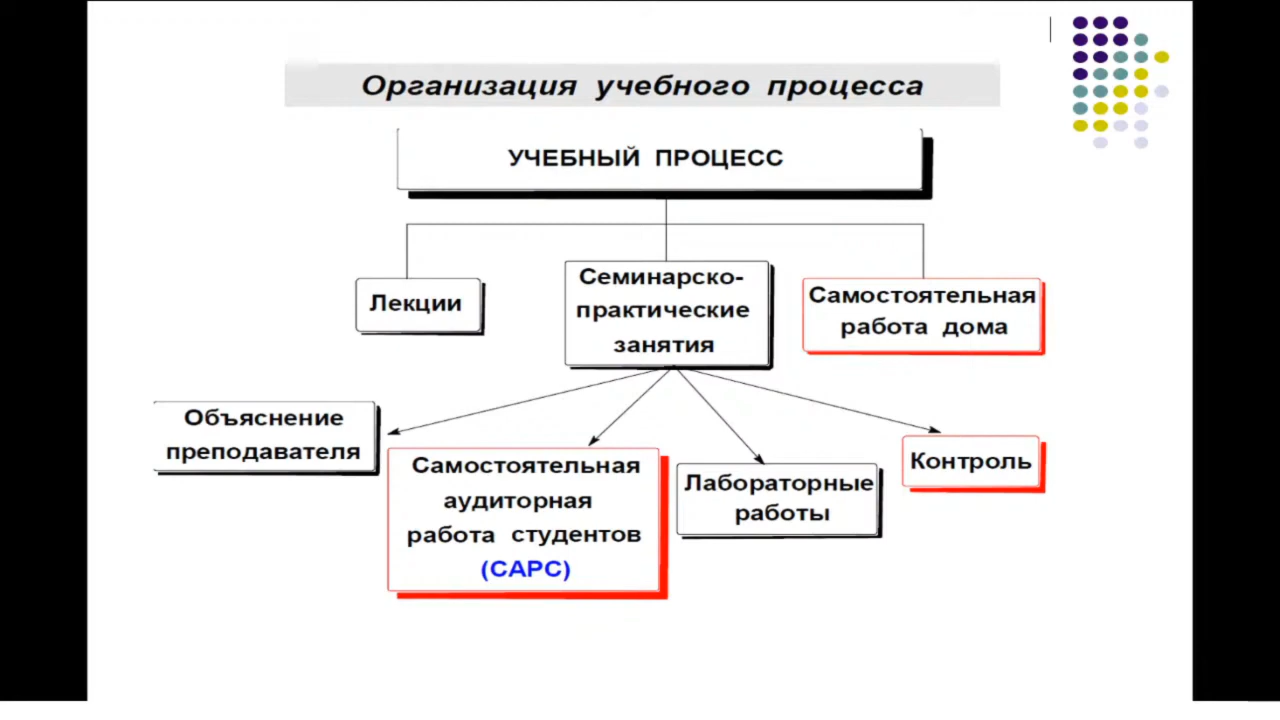 Организация учебного процесса
УЧЕБНЫЙ ПРОЦЕСС
Лекции
Семинарско-
практические
занятия
Самостоятельная
работа дома
Объяснение
преподавателя
Самостоятельная
аудиторная
работа студентов
(САРС)
Лабораторные
работы
Контроль